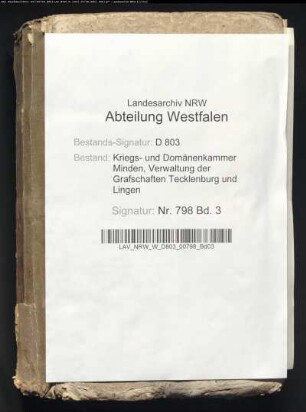 Landesarchiv NRW
Abteilung Westfalen
Bestands-Signatur: D 803
Bestand: Kriegs- und Domänenkammer
Minden, Verwaltung der
Grafschaften Tecklenburg und
Lingen
Signatur: Nr. 798 Bd. 3
LAV_NRW_W_D803_00798_Bd03